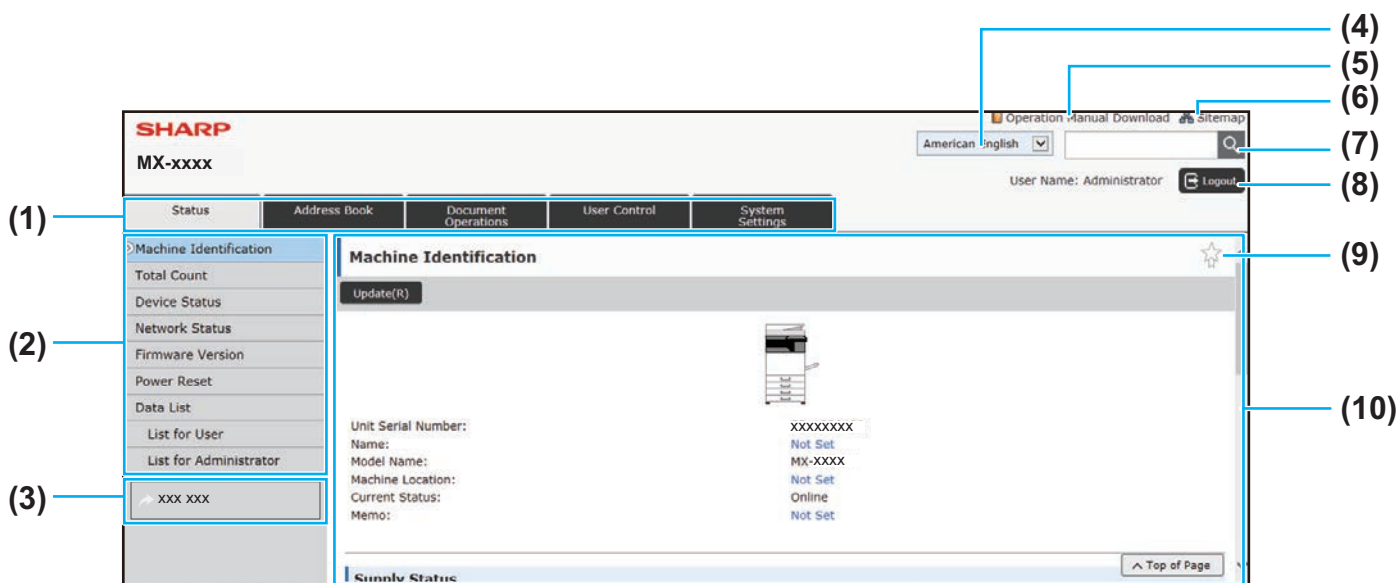 (4)
(5)
(6)
(7)
(8)
SHARP
MX-xxxx
Operation Manual Download Sitemap
American English
User Name: Administrator Logout
(1)
Status Address Book Document Operations User Control System Settings
(2)
Machine Identification
Total Count
Device Status
Network Status
Firmware Version
Power Reset
Data List
List for User
List for Administrator
(3)
xxx xxx
Machine Identification
(9)
Update(R)
(10)
Unit Serial Number: XXXXXXXX
Name: Not Set
Model Name: MX-XXXX
Machine Location: Not Set
Current Status: Online
Memo: Not Set
Top of Page
Supply Status